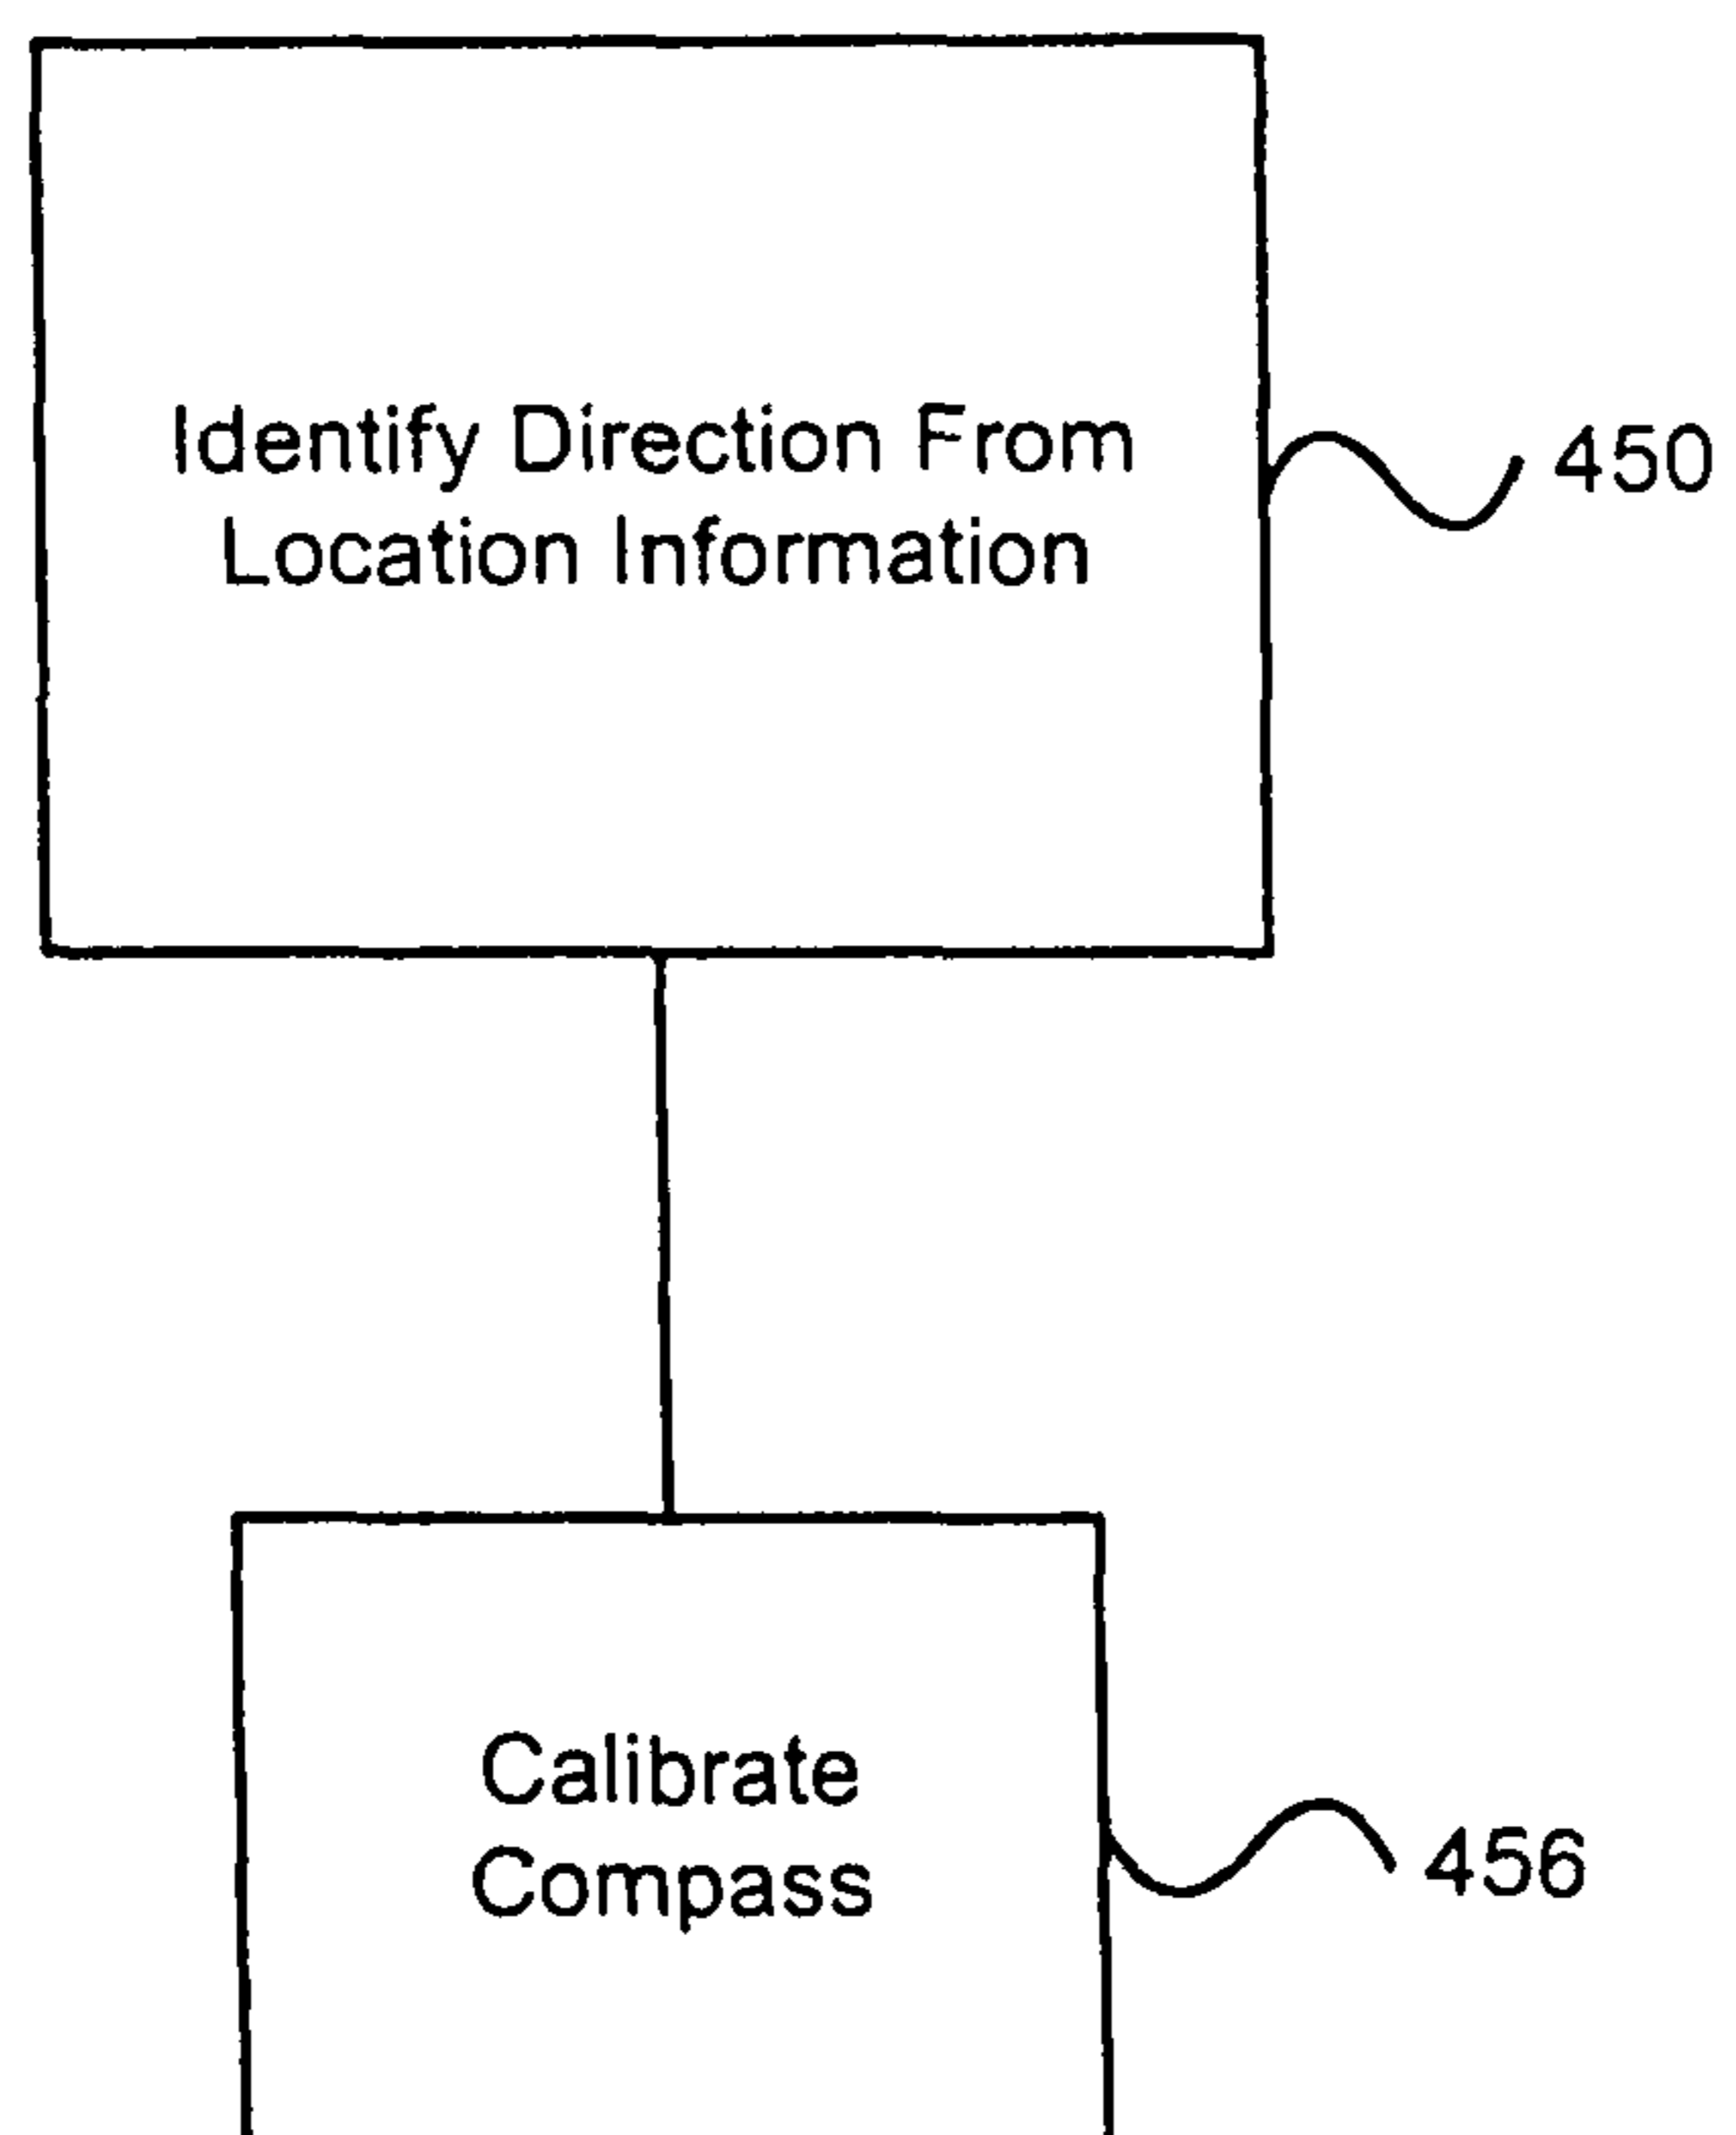 Identify Direction From
Location Information
450
Calibrate
Compass
456